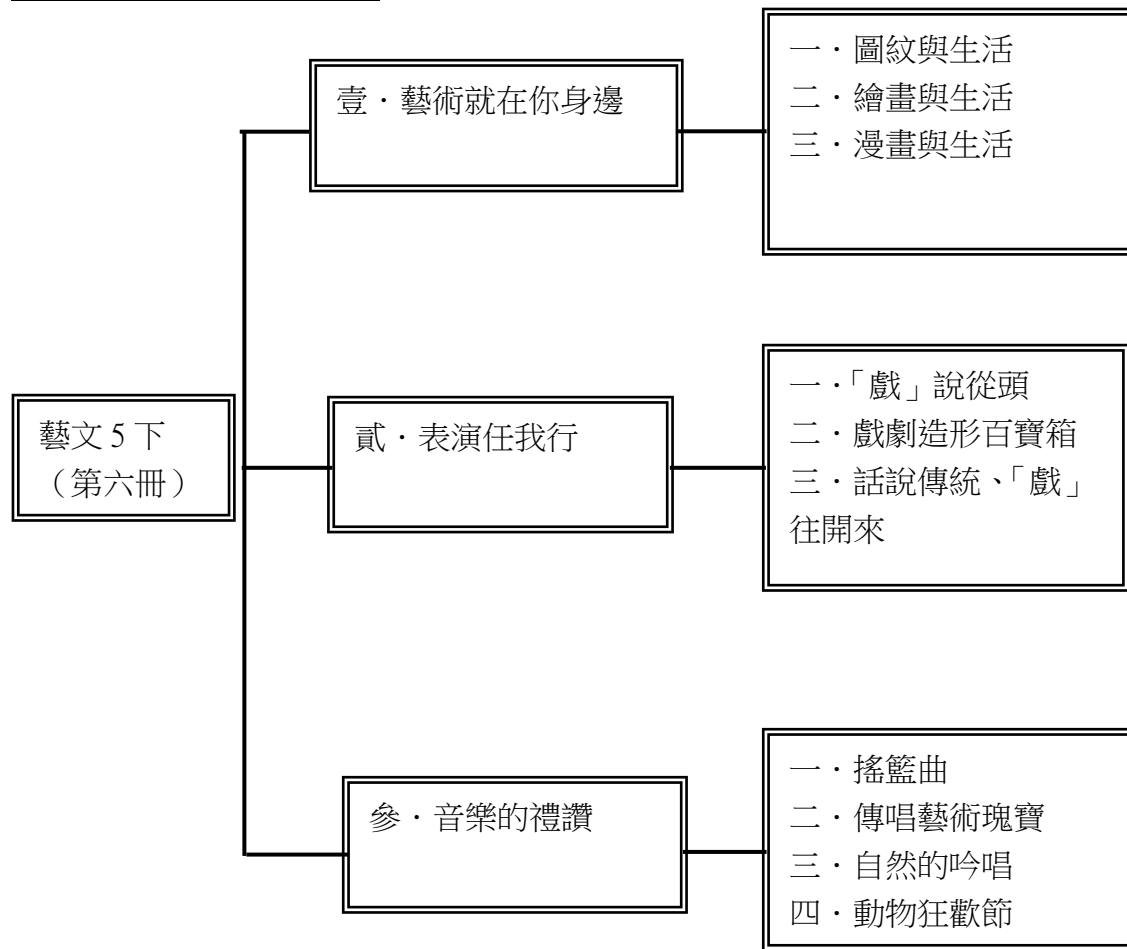 壹．藝術就在你身邊
一．圖紋與生活
二．繪畫與生活
三．漫畫與生活
藝文 5 下
（第六冊）
貳．表演任我行
一．「戲」說從頭
二．戲劇造形百寶箱
三．話說傳統、「戲」
往開來
參．音樂的禮讚
一．搖籃曲
二．傳唱藝術瑰寶
三．自然的吟唱
四．動物狂歡節